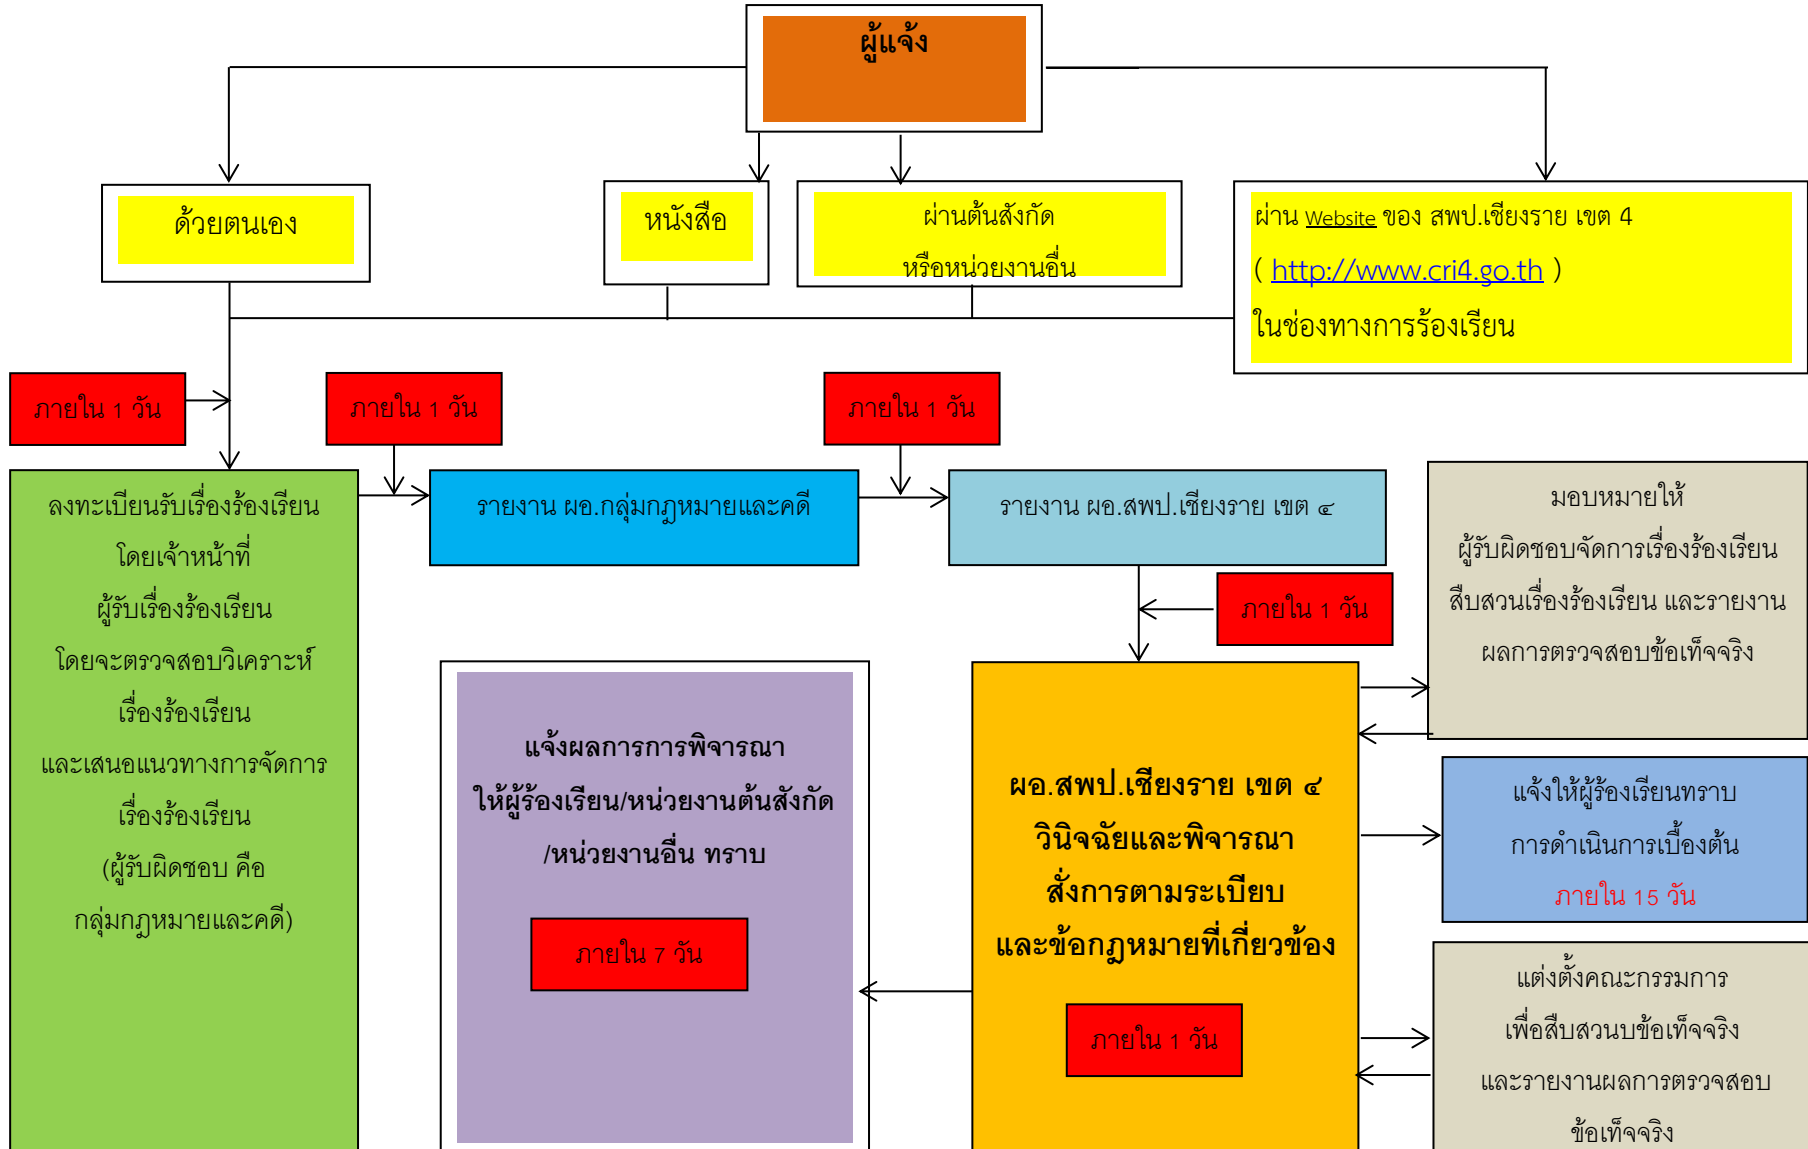 ผู้แจ้ง
ด้วยตนเอง
หนังสือ
ผ่านต้นสังกัด
หรือหน่วยงานอื่น
ผ่าน Website ของ สพป.เชียงราย เขต 4
( http://www.cri4.go.th )
ในช่องทางการร้องเรียน
ภายใน 1 วัน
ภายใน 1 วัน
ภายใน 1 วัน
ลงทะเบียนรับเรื่องร้องเรียน
โดยเจ้าหน้าที่
ผู้รับเรื่องร้องเรียน
โดยจะตรวจสอบวิเคราะห์
เรื่องร้องเรียน
และเสนอแนวทางการจัดการ
เรื่องร้องเรียน
(ผู้รับผิดชอบ คือ
กลุ่มกฎหมายและคดี)
รายงาน ผอ.กลุ่มกฎหมายและคดี
รายงาน ผอ.สพป.เชียงราย เขต ๔
ภายใน 1 วัน
มอบหมายให้
ผู้รับผิดชอบจัดการเรื่องร้องเรียน
สืบสวนเรื่องร้องเรียน และรายงาน
ผลการตรวจสอบข้อเท็จจริง
แจ้งผลการการพิจารณา
ให้ผู้ร้องเรียน/หน่วยงานต้นสังกัด
/หน่วยงานอื่น ทราบ
ภายใน 7 วัน
ผอ.สพป.เชียงราย เขต ๔
วินิจฉัยและพิจารณา
สั่งการตามระเบียบ
และข้อกฎหมายที่เกี่ยวข้อง
ภายใน 1 วัน
แจ้งให้ผู้ร้องเรียนทราบ
การดำเนินการเบื้องต้น
ภายใน 15 วัน
แต่งตั้งคณะกรรมการ
เพื่อสืบสวนบข้อเท็จจริง
และรายงานผลการตรวจสอบ
ข้อเท็จจริง